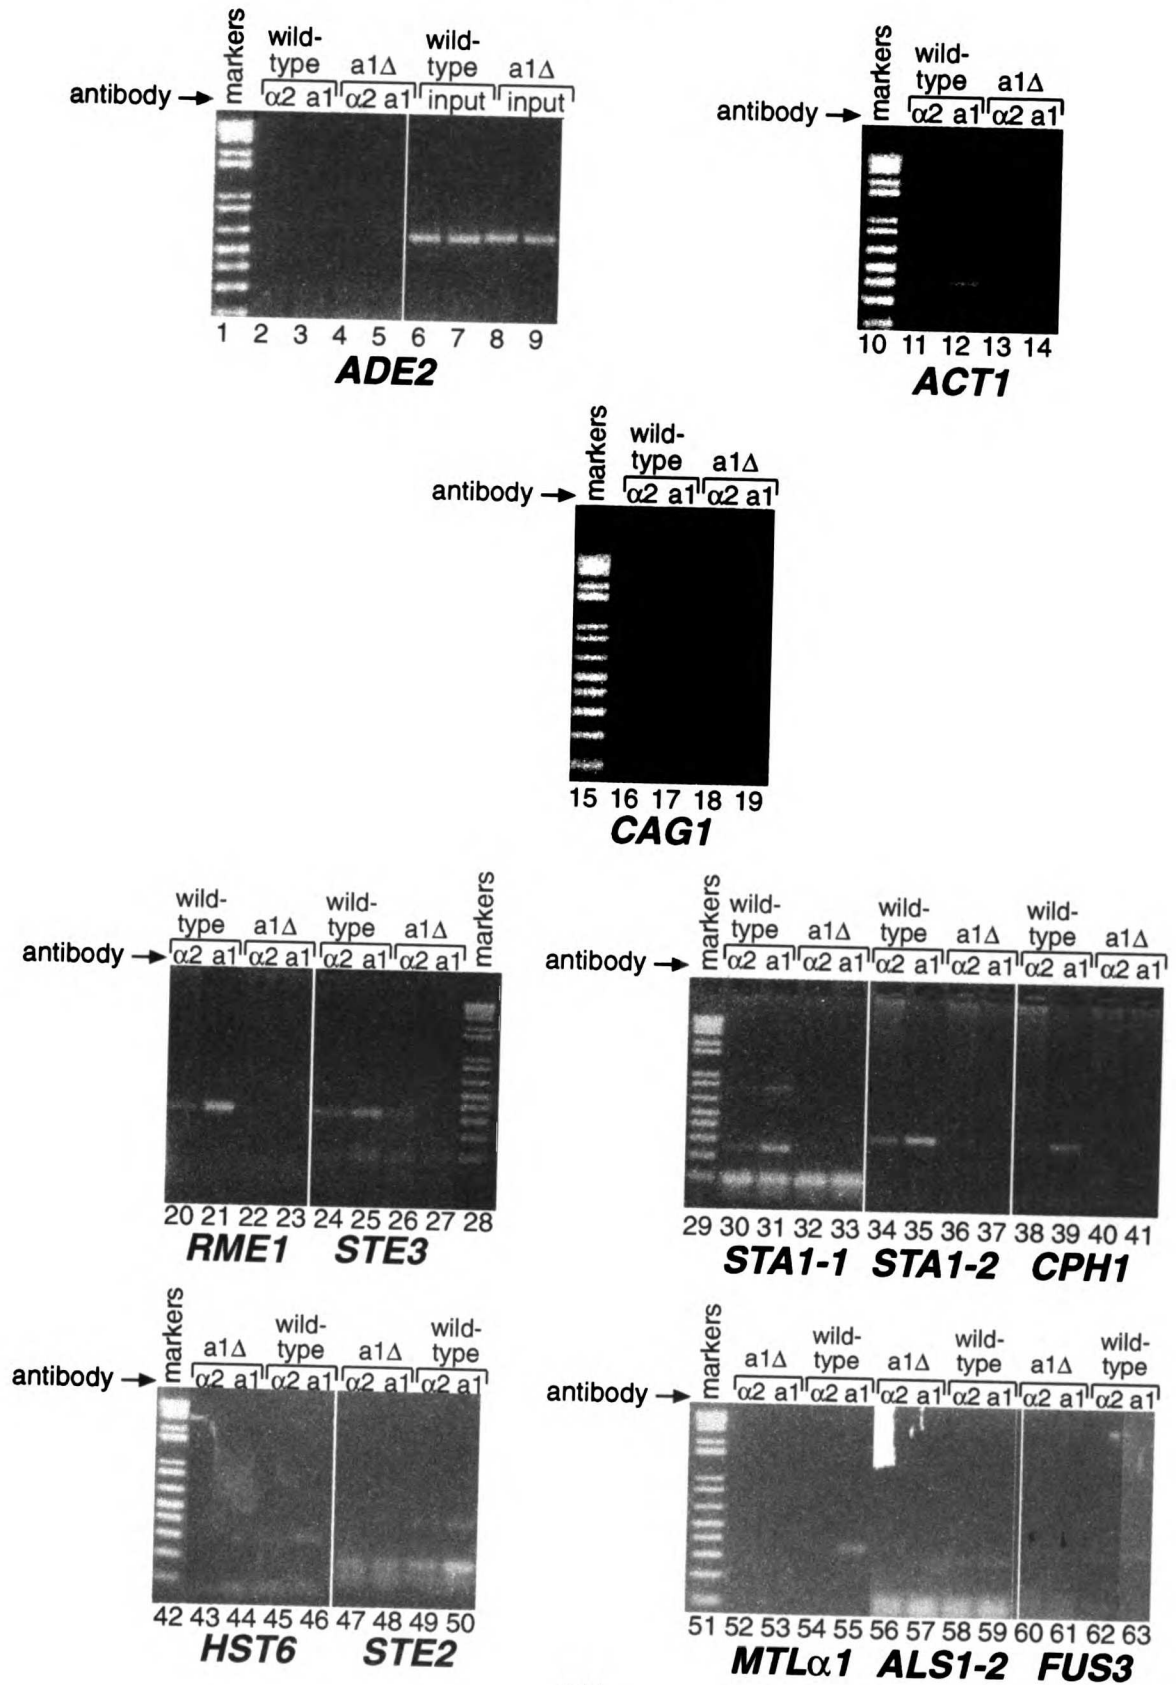 markers
wild-type a1Δ wild-type a1Δ
antibody → α2 a1 α2 a1 input input
1 2 3 4 5 6 7 8 9
ADE2
markers
wild-type a1Δ
antibody → α2 a1 α2 a1
10 11 12 13 14
ACT1
markers
wild-type a1Δ
antibody → α2 a1 α2 a1
15 16 17 18 19
CAG1
wild-type a1Δ wild-type a1Δ
markers
antibody → α2 a1 α2 a1 α2 a1 α2 a1
20 21 22 23 24 25 26 27 28
RME1 STE3
markers
wild-type a1Δ wild-type a1Δ wild-type a1Δ
antibody → α2 a1 α2 a1 α2 a1 α2 a1 α2 a1 α2 a1
29 30 31 32 33 34 35 36 37 38 39 40 41
STA1-1 STA1-2 CPH1
markers
a1Δ wild-type a1Δ wild-type
antibody → α2 a1 α2 a1 α2 a1 α2 a1
42 43 44 45 46 47 48 49 50
HST6 STE2
markers
a1Δ wild-type a1Δ wild-type a1Δ wild-type
antibody → α2 a1 α2 a1 α2 a1 α2 a1 α2 a1 α2 a1
51 52 53 54 55 56 57 58 59 60 61 62 63
MTLα1 ALS1-2 FUS3